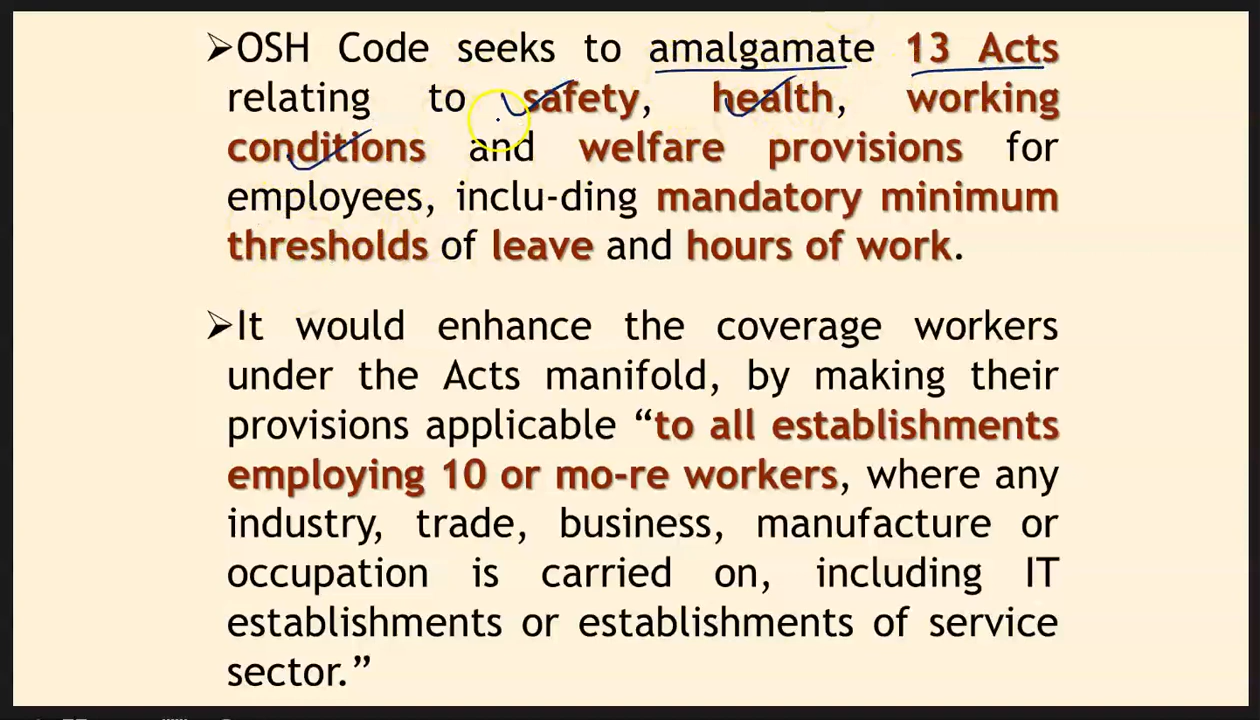 ➢OSH Code seeks to amalgamate 13 Acts
relating to safety, health, working
conditions and welfare provisions for
employees, inclu-ding mandatory minimum
thresholds of leave and hours of work.
➢It would enhance the coverage workers
under the Acts manifold, by making their
provisions applicable “to all establishments
employing 10 or mo-re workers, where any
industry, trade, business, manufacture or
occupation is carried on, including IT
establishments or establishments of service
sector.”